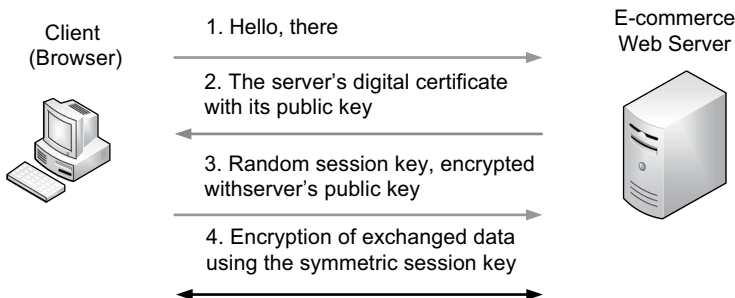 Client
(Browser)
1. Hello, there
E-commerce
Web Server
2. The server's digital certificate
with its public key
3. Random session key, encrypted
withserver's public key
4. Encryption of exchanged data
using the symmetric session key